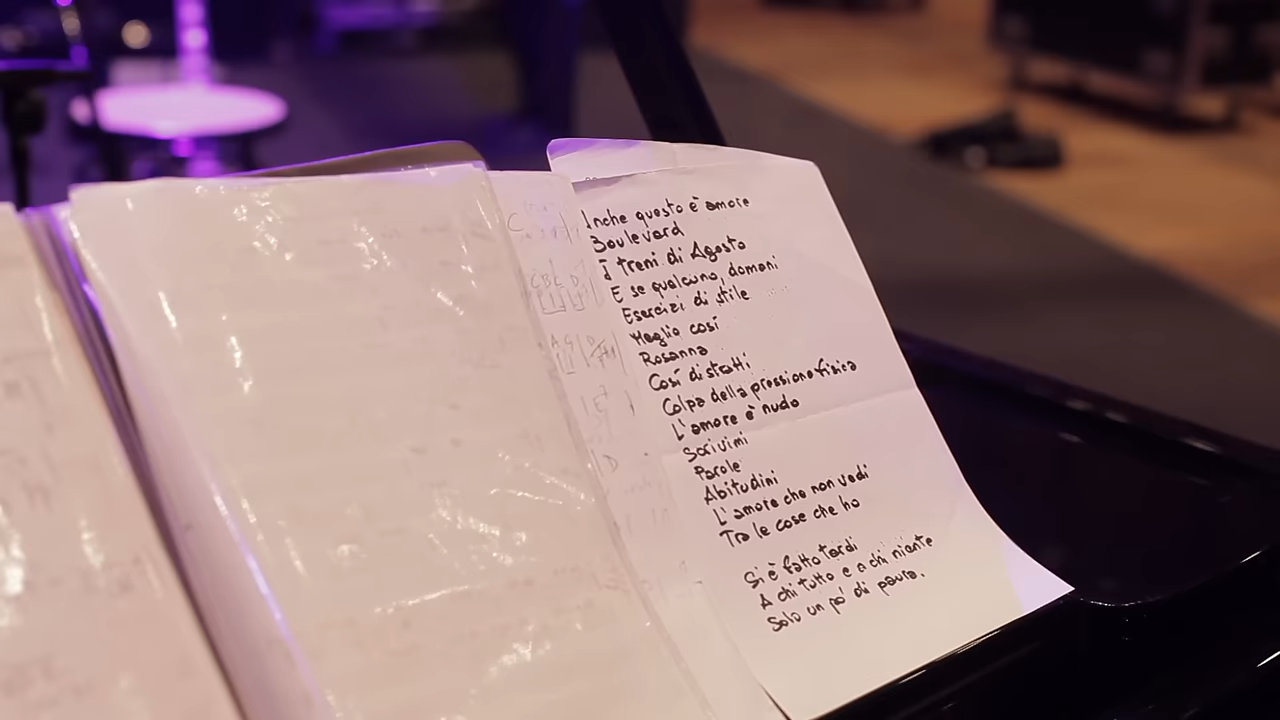 Anche questo è amore
Boulevard
I treni di Agosto
E se qualcuno, domani
Esercizi di stile
Meglio così
Rosanna
Così distratti
Colpa della pressione fisica
L'amore è nudo
Scrivimi
Parole
Abitudini
L'amore che non vedi
Tra le cose che ho
Si è fatto tardi
A chi tutto e a chi niente
Solo un po' di paura.